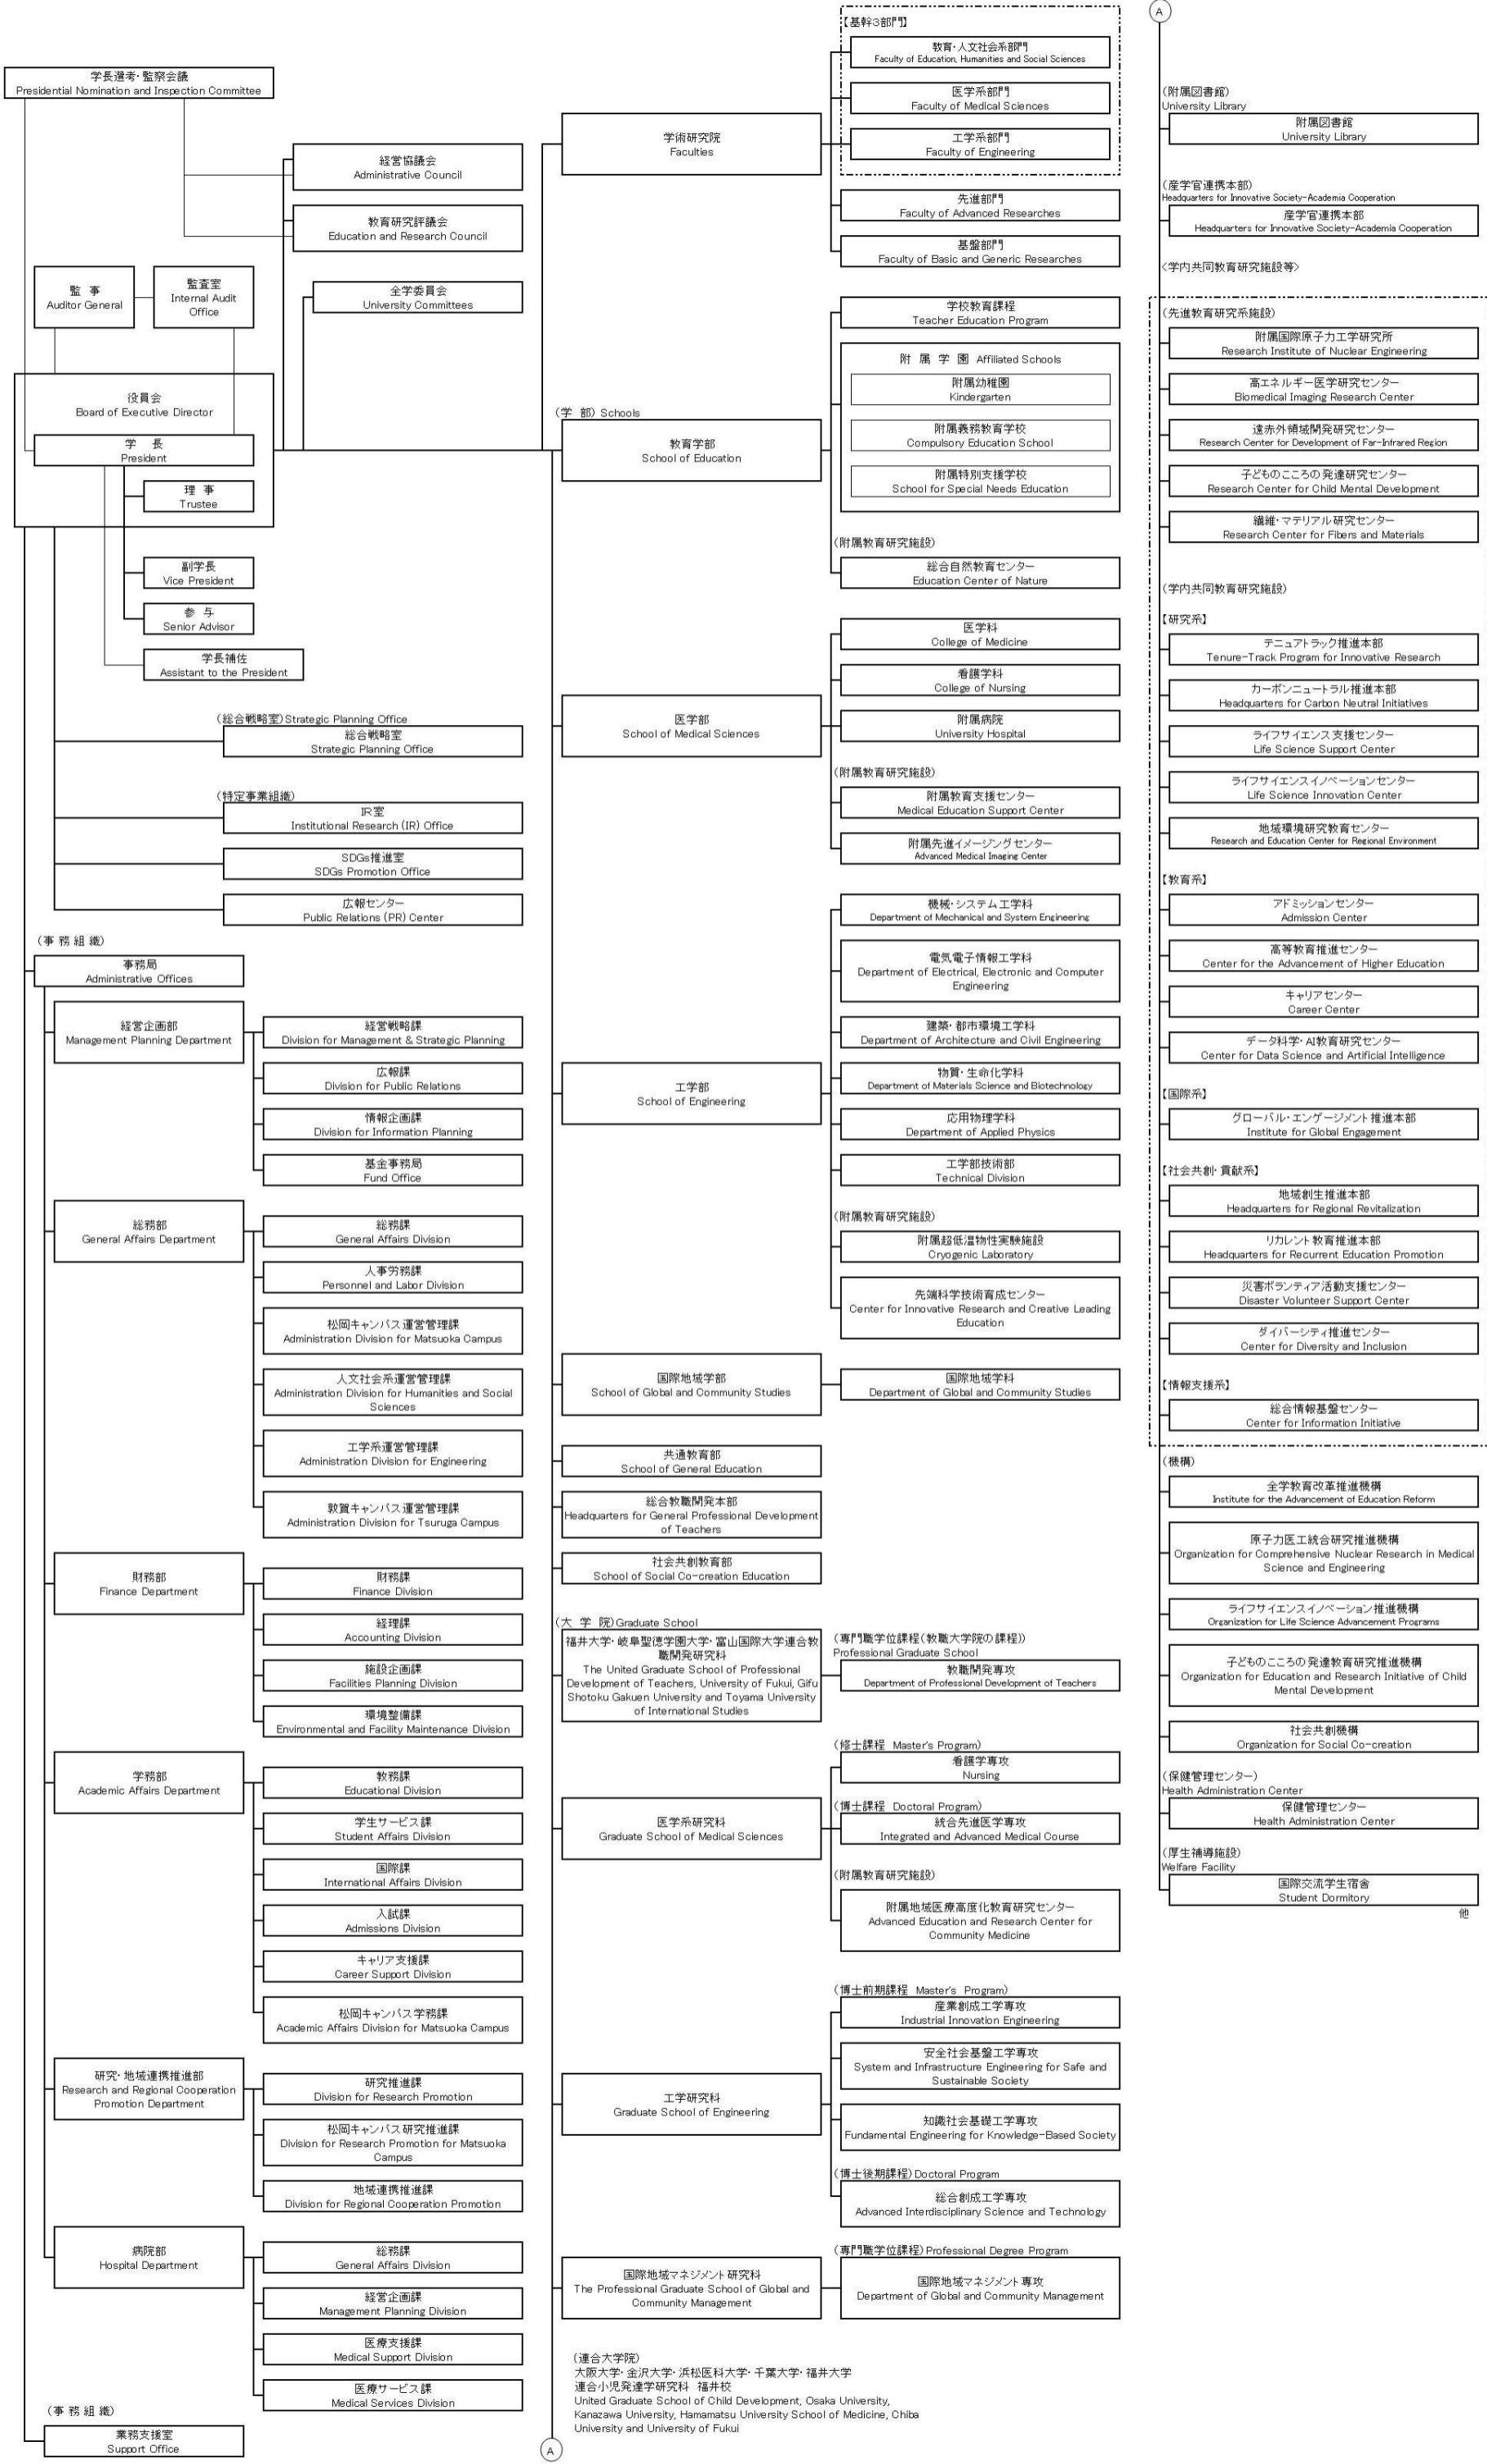 学長選考・監察会議
Presidential Nomination and Inspection Committee
経営協議会
Administrative Council
教育研究評議会
Education and Research Council
監 事
Auditor General
監査室
Internal Audit
Office
全学委員会
University Committees
役員会
Board of Executive Director
学 長
President
理 事
Trustee
副学長
Vice President
参 与
Senior Advisor
学長補佐
Assistant to the President
(総合戦略室) Strategic Planning Office
総合戦略室
Strategic Planning Office
(特定事業組織)
IR室
Institutional Research (IR) Office
SDGs推進室
SDGs Promotion Office
広報センター
Public Relations (PR) Center
(事 務 組 織)
事務局
Administrative Offices
経営企画部
Management Planning Department
経営戦略課
Division for Management & Strategic Planning
広報課
Division for Public Relations
情報企画課
Division for Information Planning
基金事務局
Fund Office
総務部
General Affairs Department
総務課
General Affairs Division
人事労務課
Personnel and Labor Division
松岡キャンパス運営管理課
Administration Division for Matsuoka Campus
人文社会系運営管理課
Administration Division for Humanities and Social
Sciences
工学系運営管理課
Administration Division for Engineering
敦賀キャンパス運営管理課
Administration Division for Tsuruga Campus
財務部
Finance Department
財務課
Finance Division
経理課
Accounting Division
施設企画課
Facilities Planning Division
環境整備課
Environmental and Facility Maintenance Division
学務部
Academic Affairs Department
教務課
Educational Division
学生サービス課
Student Affairs Division
国際課
International Affairs Division
入試課
Admissions Division
キャリア支援課
Career Support Division
松岡キャンパス学務課
Academic Affairs Division for Matsuoka Campus
研究・地域連携推進部
Research and Regional Cooperation
Promotion Department
研究推進課
Division for Research Promotion
松岡キャンパス研究推進課
Division for Research Promotion for Matsuoka
Campus
地域連携推進課
Division for Regional Cooperation Promotion
病院部
Hospital Department
総務課
General Affairs Division
経営企画課
Management Planning Division
医療支援課
Medical Support Division
医療サービス課
Medical Services Division
(事 務 組 織)
業務支援室
Support Office
学術研究院
Faculties
【基幹3部門】
教育・人文社会系部門
Faculty of Education, Humanities and Social Sciences
医学系部門
Faculty of Medical Sciences
工学系部門
Faculty of Engineering
先進部門
Faculty of Advanced Researches
基盤部門
Faculty of Basic and Generic Researches
(学 部) Schools
教育学部
School of Education
学校教育課程
Teacher Education Program
附 属 学 園 Affiliated Schools
附属幼稚園
Kindergarten
附属義務教育学校
Compulsory Education School
附属特別支援学校
School for Special Needs Education
(附属教育研究施設)
総合自然教育センター
Education Center of Nature
医学部
School of Medical Sciences
医学科
College of Medicine
看護学科
College of Nursing
附属病院
University Hospital
(附属教育研究施設)
附属教育支援センター
Medical Education Support Center
附属先進イメージングセンター
Advanced Medical Imaging Center
工学部
School of Engineering
機械・システム工学科
Department of Mechanical and System Engineering
電気電子情報工学科
Department of Electrical, Electronic and Computer
Engineering
建築・都市環境工学科
Department of Architecture and Civil Engineering
物質・生命化学科
Department of Materials Science and Biotechnology
応用物理学科
Department of Applied Physics
工学部技術部
Technical Division
(附属教育研究施設)
附属超低温物性実験施設
Cryogenic Laboratory
先端科学技術育成センター
Center for Innovative Research and Creative Leading
Education
国際地域学部
School of Global and Community Studies
国際地域学科
Department of Global and Community Studies
共通教育部
School of General Education
総合教職開発本部
Headquarters for General Professional Development
of Teachers
社会共創教育部
School of Social Co-creation Education
(大 学 院) Graduate School
福井大学・岐阜聖徳学園大学・富山国際大学連合教
職開発研究科
The United Graduate School of Professional
Development of Teachers, University of Fukui, Gifu
Shotoku Gakuen University and Toyama University
of International Studies
(専門職学位課程(教職大学院の課程))
Professional Graduate School
教職開発専攻
Department of Professional Development of Teachers
医学系研究科
Graduate School of Medical Sciences
(修士課程 Master's Program)
看護学専攻
Nursing
(博士課程 Doctoral Program)
統合先進医学専攻
Integrated and Advanced Medical Course
(附属教育研究施設)
附属地域医療高度化教育研究センター
Advanced Education and Research Center for
Community Medicine
工学研究科
Graduate School of Engineering
(博士前期課程 Master's Program)
産業創成工学専攻
Industrial Innovation Engineering
安全社会基盤工学専攻
System and Infrastructure Engineering for Safe and
Sustainable Society
知識社会基礎工学専攻
Fundamental Engineering for Knowledge-Based Society
(博士後期課程) Doctoral Program
総合創成工学専攻
Advanced Interdisciplinary Science and Technology
国際地域マネジメント研究科
The Professional Graduate School of Global and
Community Management
(専門職学位課程) Professional Degree Program
国際地域マネジメント専攻
Department of Global and Community Management
(連合大学院)
大阪大学・金沢大学・浜松医科大学・千葉大学・福井大学
連合小児発達学研究科 福井校
United Graduate School of Child Development, Osaka University,
Kanazawa University, Hamamatsu University School of Medicine, Chiba
University and University of Fukui
A
A
(附属図書館)
University Library
附属図書館
University Library
(産学官連携本部)
Headquarters for Innovative Society-Academia Cooperation
産学官連携本部
Headquarters for Innovative Society-Academia Cooperation
<学内共同教育研究施設等>
(先進教育研究系施設)
附属国際原子力工学研究所
Research Institute of Nuclear Engineering
高エネルギー医学研究センター
Biomedical Imaging Research Center
遠赤外領域開発研究センター
Research Center for Development of Far-Infrared Region
子どものこころの発達研究センター
Research Center for Child Mental Development
繊維・マテリアル研究センター
Research Center for Fibers and Materials
(学内共同教育研究施設)
【研究系】
テニュアトラック推進本部
Tenure-Track Program for Innovative Research
カーボンニュートラル推進本部
Headquarters for Carbon Neutral Initiatives
ライフサイエンス支援センター
Life Science Support Center
ライフサイエンスイノベーションセンター
Life Science Innovation Center
地域環境研究教育センター
Research and Education Center for Regional Environment
【教育系】
アドミッションセンター
Admission Center
高等教育推進センター
Center for the Advancement of Higher Education
キャリアセンター
Career Center
データ科学・AI教育研究センター
Center for Data Science and Artificial Intelligence
【国際系】
グローバル・エンゲージメント推進本部
Institute for Global Engagement
【社会共創・貢献系】
地域創生推進本部
Headquarters for Regional Revitalization
リカレント教育推進本部
Headquarters for Recurrent Education Promotion
災害ボランティア活動支援センター
Disaster Volunteer Support Center
ダイバーシティ推進センター
Center for Diversity and Inclusion
【情報支援系】
総合情報基盤センター
Center for Information Initiative
(機構)
全学教育改革推進機構
Institute for the Advancement of Education Reform
原子力医工統合研究推進機構
Organization for Comprehensive Nuclear Research in Medical
Science and Engineering
ライフサイエンスイノベーション推進機構
Organization for Life Science Advancement Programs
子どものこころの発達教育研究推進機構
Organization for Education and Research Initiative of Child
Mental Development
社会共創機構
Organization for Social Co-creation
(保健管理センター)
Health Administration Center
保健管理センター
Health Administration Center
(厚生補導施設)
Welfare Facility
国際交流学生宿舎
Student Dormitory
他